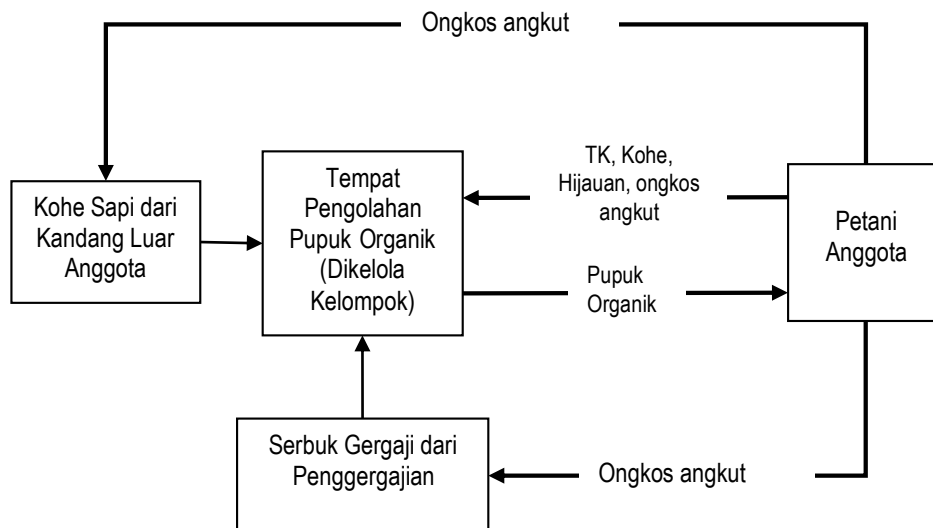 Ongkos angkut
TK, Kohe,
Hijauan, ongkos
angkut
Tempat
Pengolahan
Pupuk Organik
(Dikelola
Kelompok)
Kohe Sapi dari
Kandang Luar
Anggota
Petani
Anggota
Pupuk
Organik
Serbuk Gergaji dari
Penggergajian
Ongkos angkut